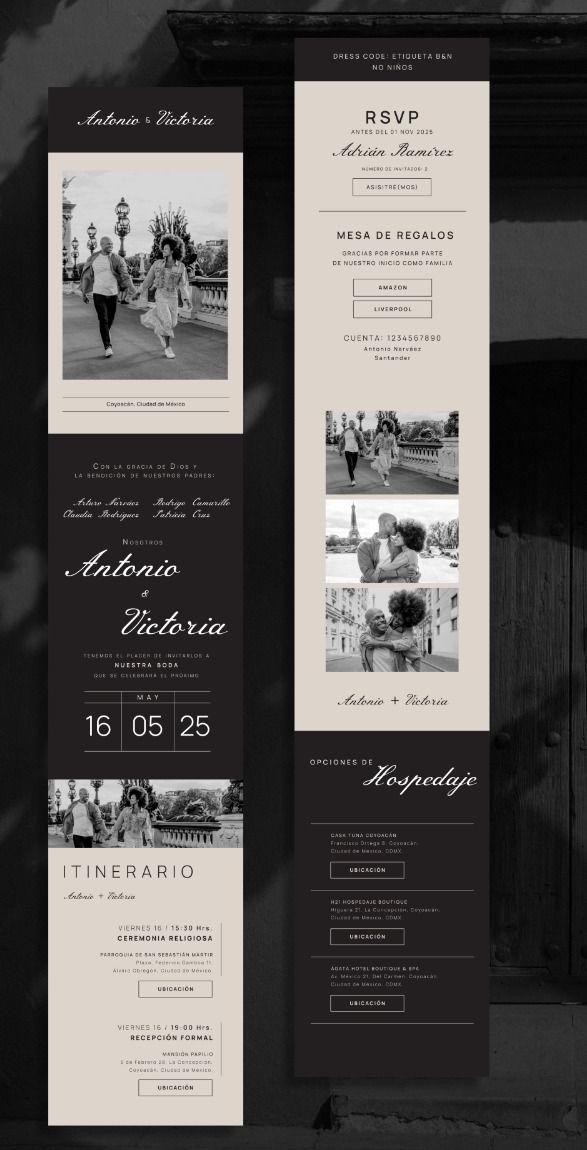 Antonio & Victoria
Coyoacán, Ciudad de México
CON LA GRACIA DE DIOS Y
LA BENDICIÓN DE NUESTROS PADRES:
Arturo Narváez Rodrigo Camarillo
Claudia Rodríguez Patricia Cruz
NOSOTROS
Antonio
&
Victoria
TENEMOS EL PLACER DE INVITARLOS A
NUESTRA BODA
QUE SE CELEBRARÁ EL PRÓXIMO
MAY
16 05 25
ITINERARIO
Antonio + Victoria
VIERNES 16 / 15:30 Hrs.
CEREMONIA RELIGIOSA
PARROQUIA DE SAN SEBASTIÁN MÁRTIR
Plaza, Federico Gamboa 11,
Álvaro Obregón, Ciudad de México.
UBICACIÓN
VIERNES 16 / 19:00 Hrs.
RECEPCIÓN FORMAL
MANSIÓN PAPILIO
5 de Febrero 28, La Concepción,
Coyoacán, Ciudad de México.
UBICACIÓN
DRESS CODE: ETIQUETA B&N
NO NIÑOS
RSVP
ANTES DEL 01 NOV 2025
Adrián Ramírez
NÚMERO DE INVITADOS: 2
ASISITRÉ(MOS)
MESA DE REGALOS
GRACIAS POR FORMAR PARTE
DE NUESTRO INICIO COMO FAMILIA
AMAZON
LIVERPOOL
CUENTA: 1234567890
Antonio Narváez
Santander
Antonio + Victoria
OPCIONES DE
Hospedaje
CASA TUNA COYOACÁN
Francisco Ortega 8, Coyoacán,
Ciudad de México, CDMX.
UBICACIÓN
H21 HOSPEDAJE BOUTIQUE
Higuera 21, La Concepción, Coyoacán,
Ciudad de México, CDMX.
UBICACIÓN
ÁGATA HOTEL BOUTIQUE & SPA
Av. México 21, Del Carmen, Coyoacán,
Ciudad de México, CDMX.
UBICACIÓN